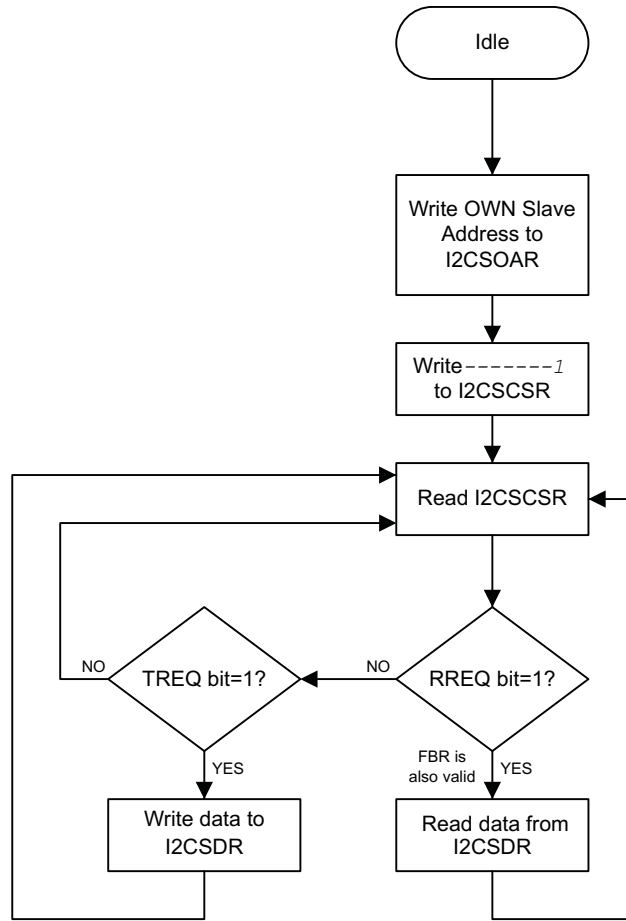 Idle
Write OWN Slave
Address to
I2CSOAR
Write -------1
to I2CSCSR
Read I2CSCSR
NO
TREQ bit=1?
NO
RREQ bit=1?
YES
FBR is
also valid
YES
Write data to
I2CSDR
Read data from
I2CSDR